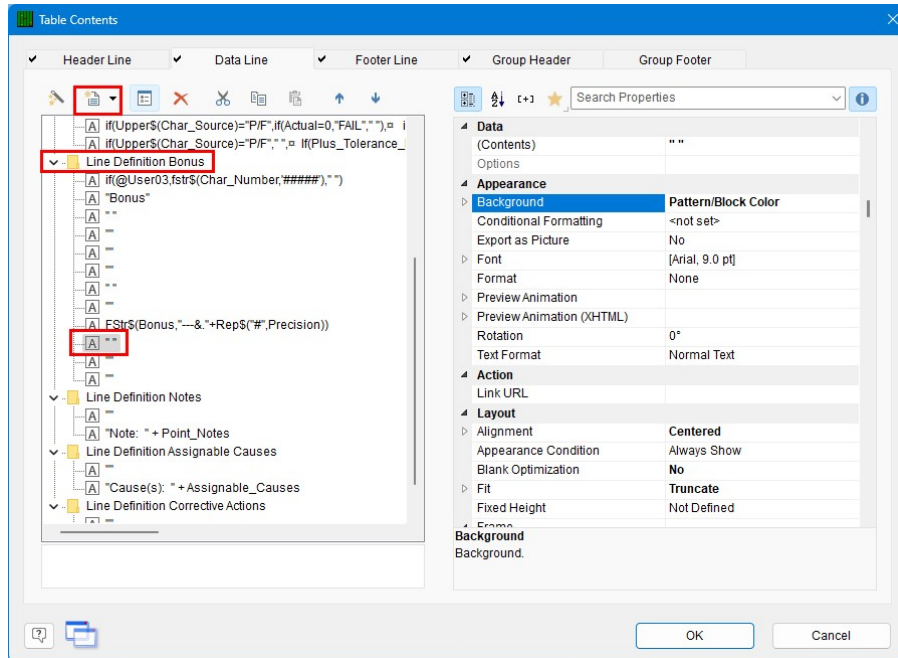 Table Contents
Header Line
Data Line
Footer Line
Group Header
Group Footer
Search Properties
if(Upper$(Char_Source)="P/F",if(Actual=0,"FAIL"," "),¤ i
if(Upper$(Char_Source)="P/F"," ",¤ If(Plus_Tolerance_
Line Definition Bonus
if(@User03,fstr$(Char_Number,'#####')," ")
"Bonus"
" "
""
""
""
" "
""
FStr$(Bonus,"---&."+Rep$("#",Precision))
" "
""
""
Line Definition Notes
""
"Note: " + Point_Notes
Line Definition Assignable Causes
""
"Cause(s): " + Assignable_Causes
Line Definition Corrective Actions
""
Data
(Contents) " "
Options
Appearance
Background Pattern/Block Color
Conditional Formatting <not set>
Export as Picture No
Font [Arial, 9.0 pt]
Format None
Preview Animation
Preview Animation (XHTML)
Rotation 0°
Text Format Normal Text
Action
Link URL
Layout
Alignment Centered
Appearance Condition Always Show
Blank Optimization No
Fit Truncate
Fixed Height Not Defined
Frame
Background
Background.
OK
Cancel